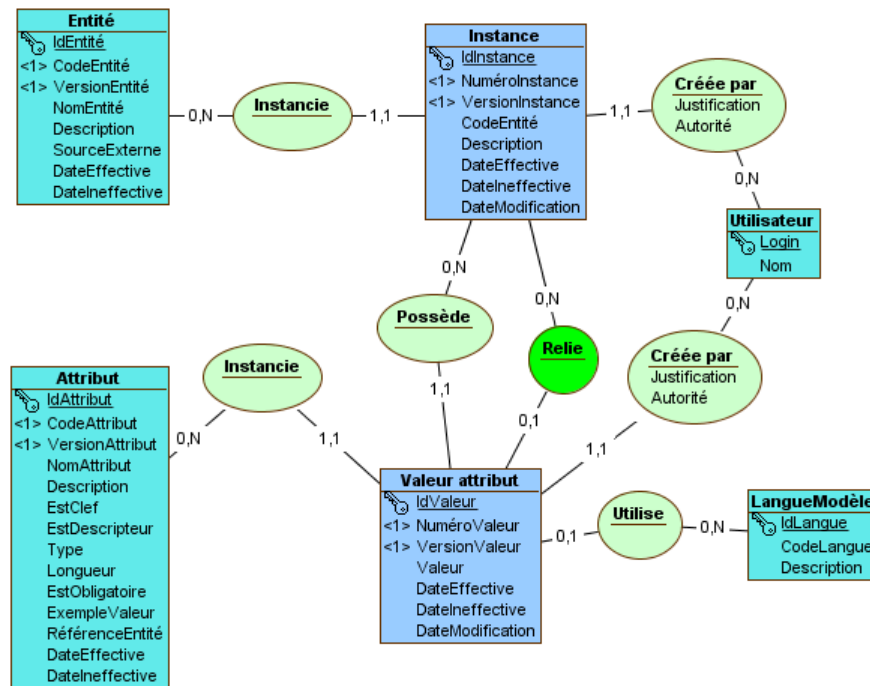 Entité
IdEntité
<1> CodeEntité
<1> VersionEntité
NomEntité
Description
SourceExterne
DateEffective
DateIneffective
0,N
Instancie
1,1
Instance
IdInstance
<1> NuméroInstance
<1> VersionInstance
CodeEntité
Description
DateEffective
DateIneffective
DateModification
1,1
Créée par
Justification
Autorité
0,N
Utilisateur
Login
Nom
0,N
Créée par
Justification
Autorité
1,1
0,N
Possède
1,1
0,N
Relie
0,1
Attribut
IdAttribut
<1> CodeAttribut
<1> VersionAttribut
NomAttribut
Description
EstClef
EstDescripteur
Type
Longueur
EstObligatoire
ExempleValeur
RéférenceEntité
DateEffective
DateIneffective
0,N
Instancie
1,1
Valeur attribut
IdValeur
<1> NuméroValeur
<1> VersionValeur
Valeur
DateEffective
DateIneffective
DateModification
0,1
Utilise
0,N
LangueModèle
IdLangue
CodeLangue
Description